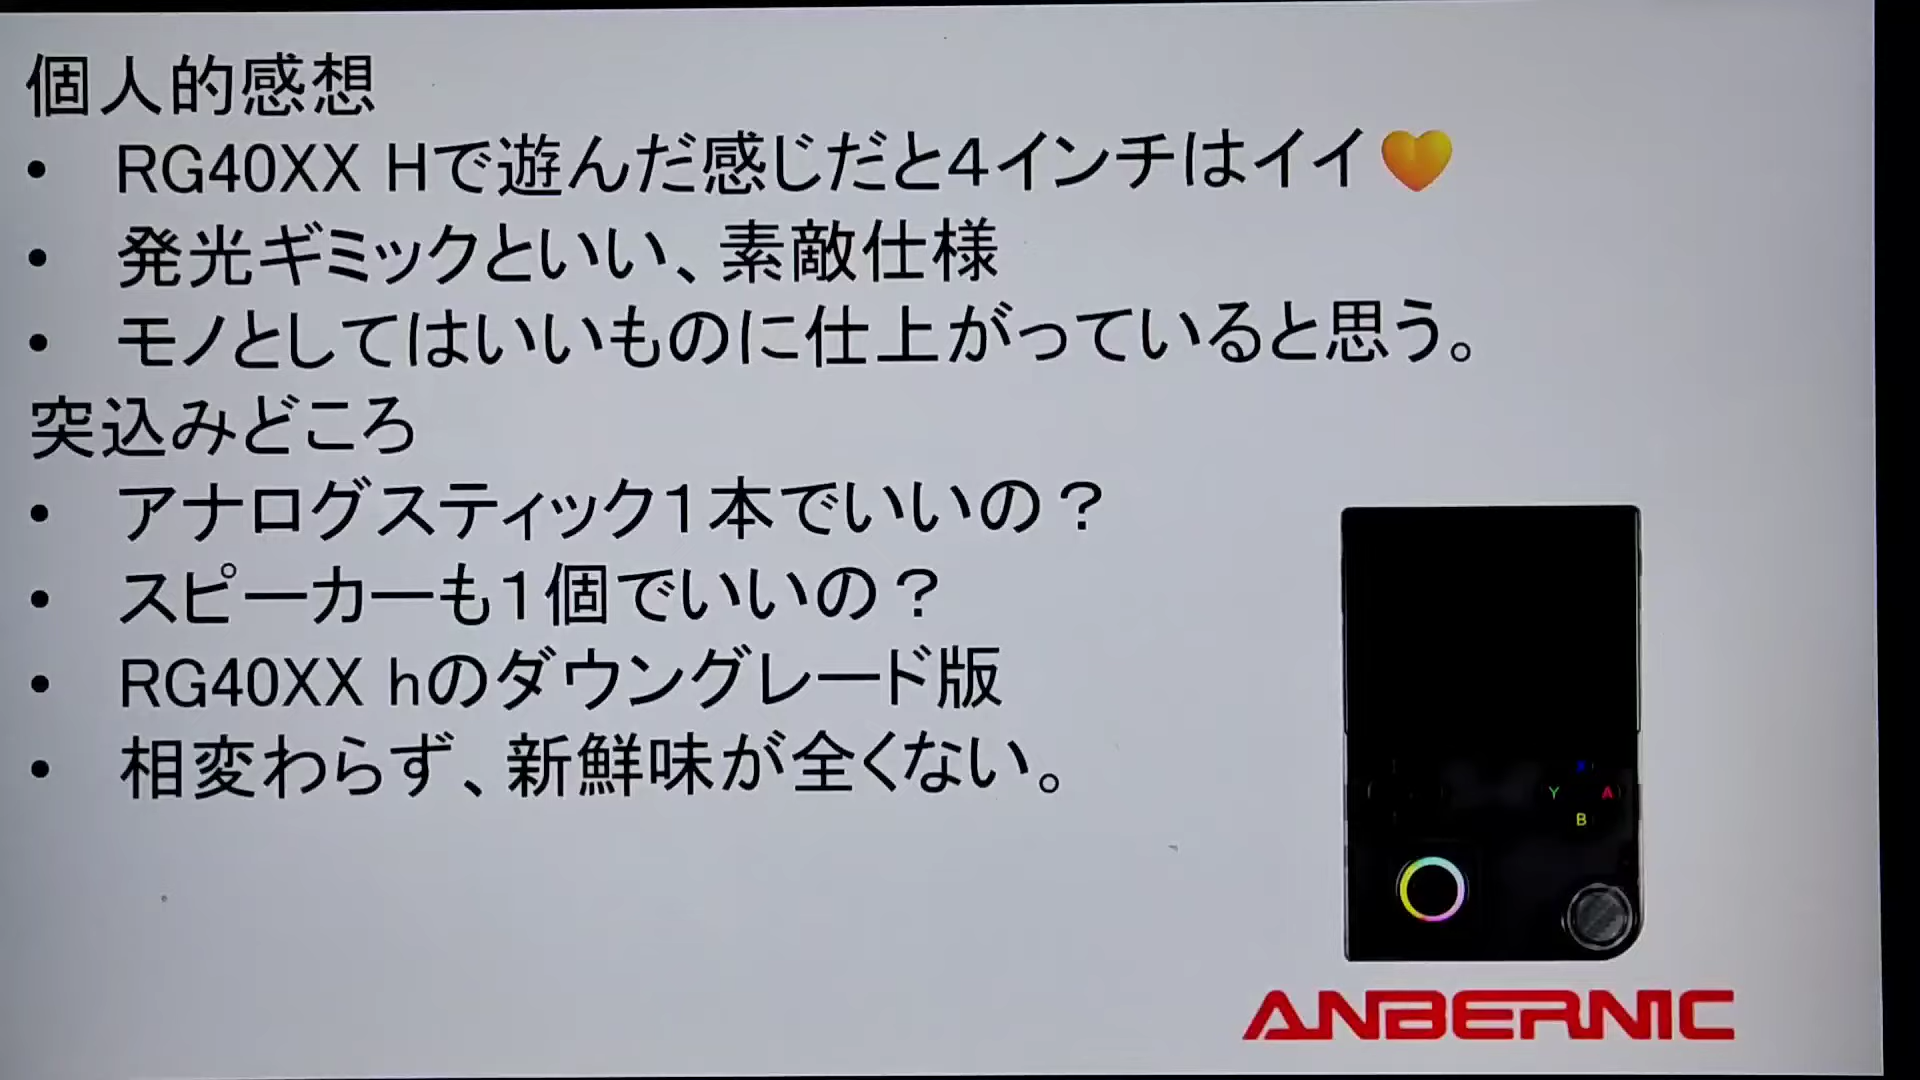 個人的感想
• RG40XX Hで遊んだ感じだと4インチはイイ🧡
• 発光ギミックといい、素敵仕様
• モノとしてはいいものに仕上がっていると思う。
突込みどころ
• アナログスティック1本でいいの？
• スピーカーも1個でいいの？
• RG40XX hのダウングレード版
• 相変わらず、新鮮味が全くない。
Y A
B
ANBERNIC